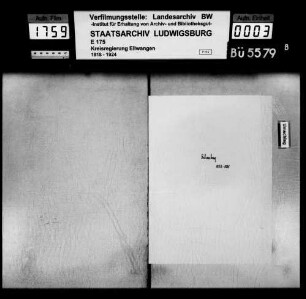 Aufn. Film
1759
Verfilmungsstelle: Landesarchiv BW
-Institut für Erhaltung von Archiv- und Bibliotheksgut-
STAATSARCHIV LUDWIGSBURG
E 175
Kreisregierung Ellwangen
1818 - 1924
Aufn. Einheit
0003
Bü 5579
8